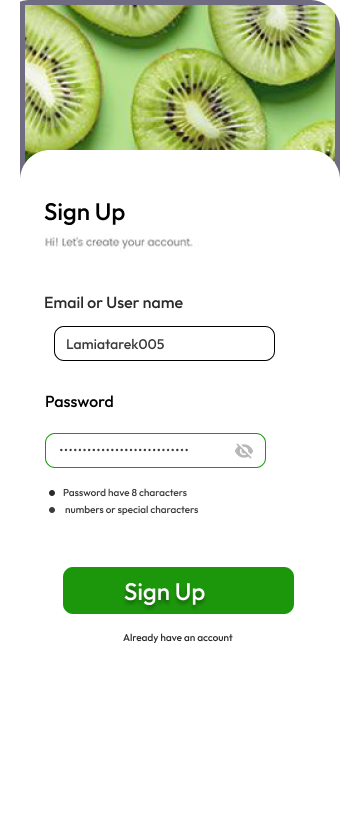 Sign Up
Hi! Let's create your account.
Email or User name
Lamiatarek005
Password
••••••••••••••••••••••••••••
• Password have 8 characters
• numbers or special characters
Sign Up
Already have an account